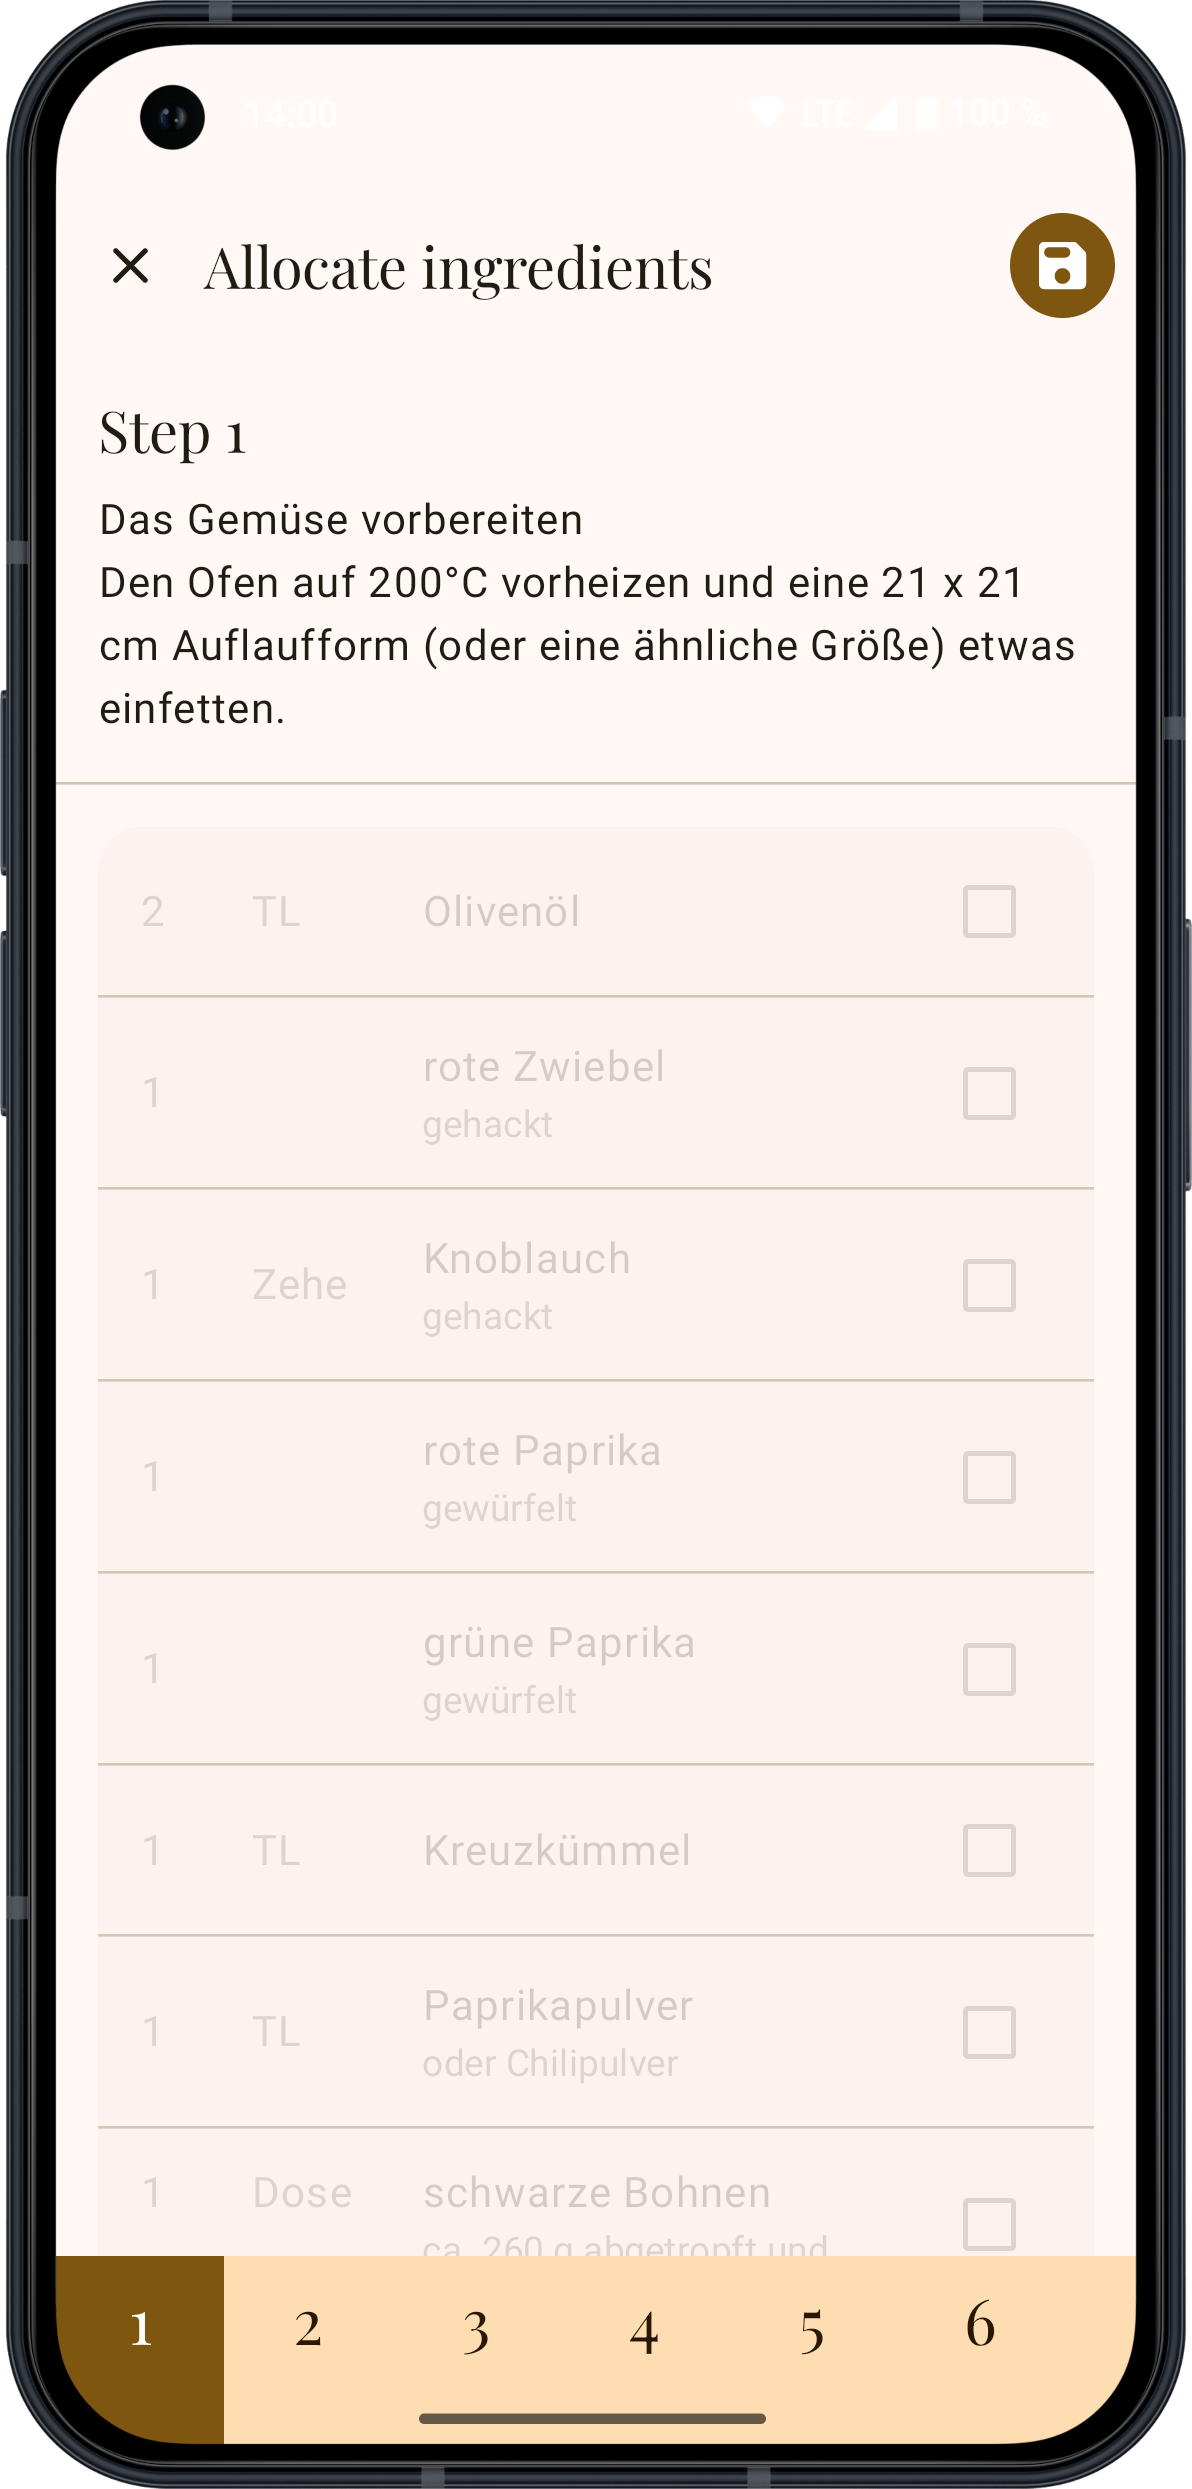 14:00 LTE 100 %
Allocate ingredients
Step 1
Das Gemüse vorbereiten
Den Ofen auf 200°C vorheizen und eine 21 x 21
cm Auflaufform (oder eine ähnliche Größe) etwas
einfetten.
2 TL Olivenöl
1 rote Zwiebel
gehackt
1 Zehe Knoblauch
gehackt
1 rote Paprika
gewürfelt
1 grüne Paprika
gewürfelt
1 TL Kreuzkümmel
1 TL Paprikapulver
oder Chilipulver
1 Dose schwarze Bohnen
ca. 260 g abgetropft und
1 2 3 4 5 6